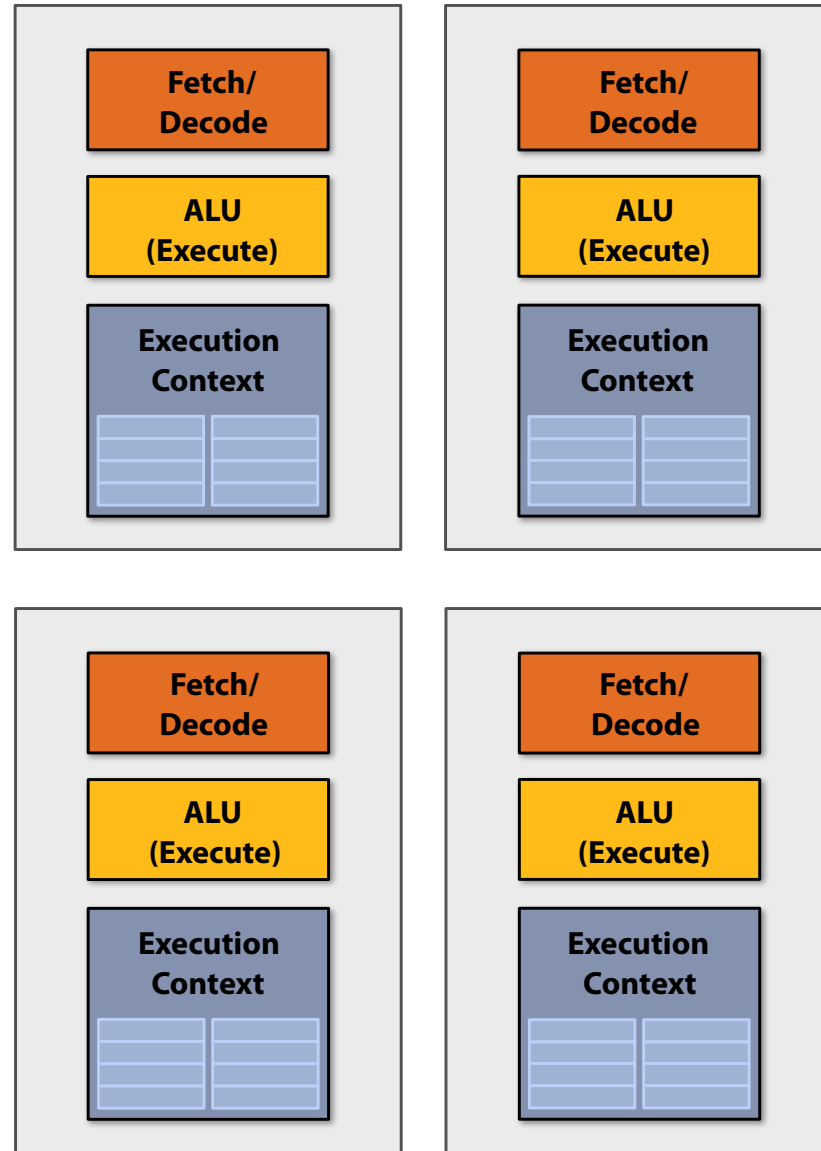 Fetch/
Decode
ALU
(Execute)
Execution
Context
Fetch/
Decode
ALU
(Execute)
Execution
Context
Fetch/
Decode
ALU
(Execute)
Execution
Context
Fetch/
Decode
ALU
(Execute)
Execution
Context